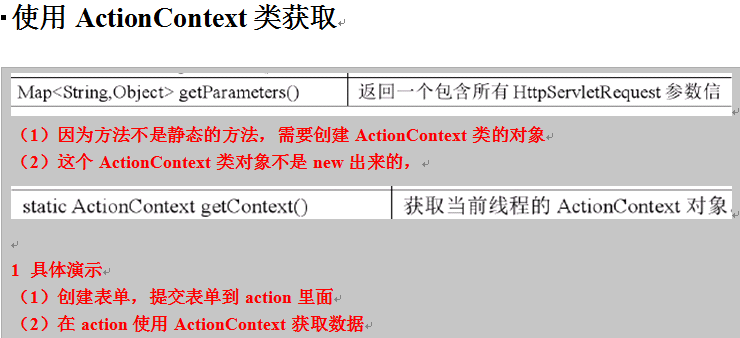 使用 ActionContext 类获取
Map<String,Object> getParameters() 返回一个包含所有 HttpServletRequest 参数信
（1）因为方法不是静态的方法，需要创建 ActionContext 类的对象
（2）这个 ActionContext 类对象不是 new 出来的，
static ActionContext getContext() 获取当前线程的 ActionContext 对象
1 具体演示
（1）创建表单，提交表单到 action 里面
（2）在 action 使用 ActionContext 获取数据